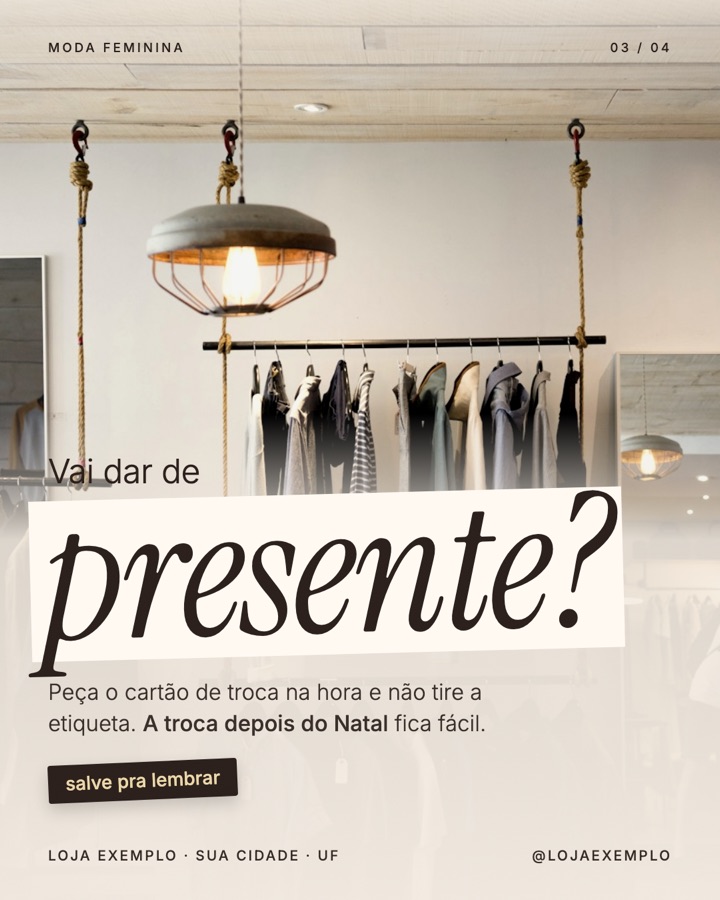 MODA FEMININA
03 / 04
Vai dar de
presente?
Peça o cartão de troca na hora e não tire a
etiqueta. A troca depois do Natal fica fácil.
salve pra lembrar
LOJA EXEMPLO · SUA CIDADE · UF
@LOJAEXEMPLO